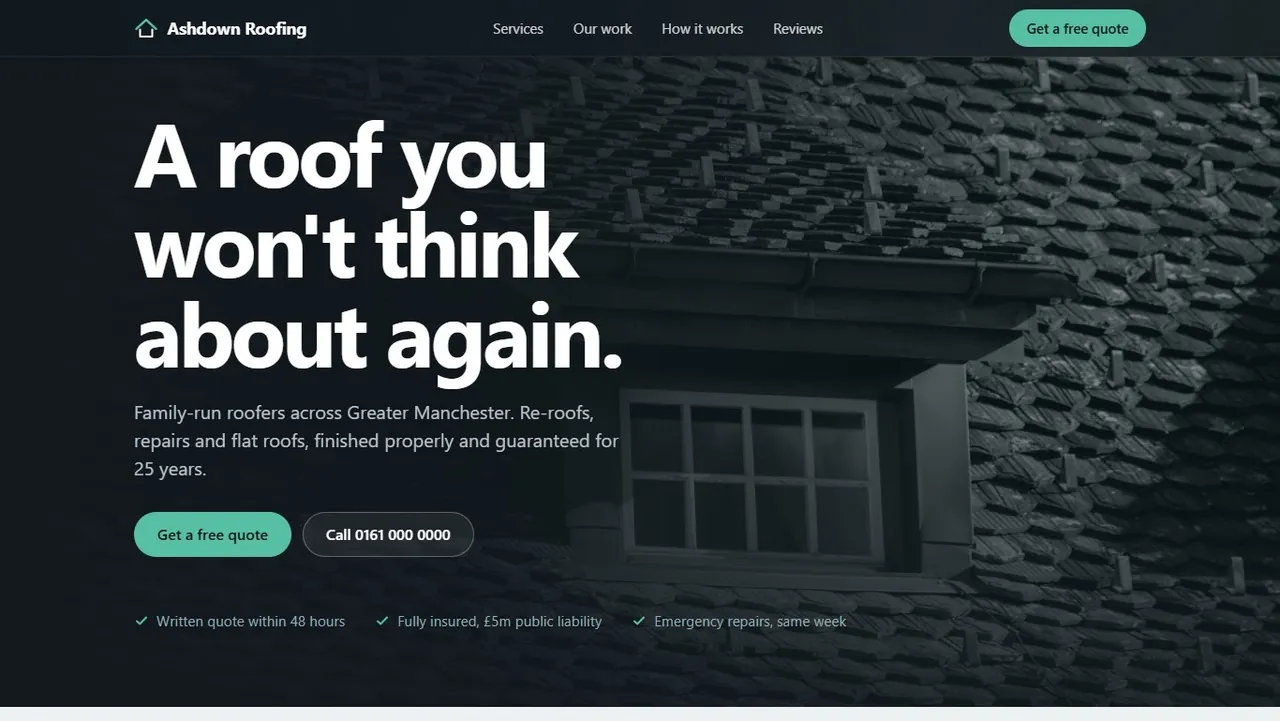 Ashdown Roofing
Services
Our work
How it works
Reviews
Get a free quote
A roof you
won't think
about again.
Family-run roofers across Greater Manchester. Re-roofs,
repairs and flat roofs, finished properly and guaranteed for
25 years.
Get a free quote
Call 0161 000 0000
Written quote within 48 hours
Fully insured, £5m public liability
Emergency repairs, same week